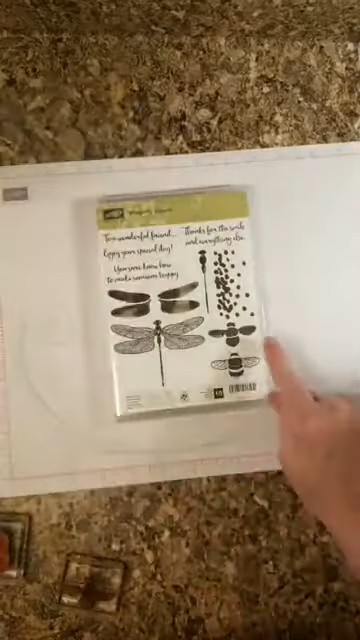 To a wonderful friend...
Enjoy your special day!
You sure know how
to make someone happy
Thanks for the smile
and everything else.